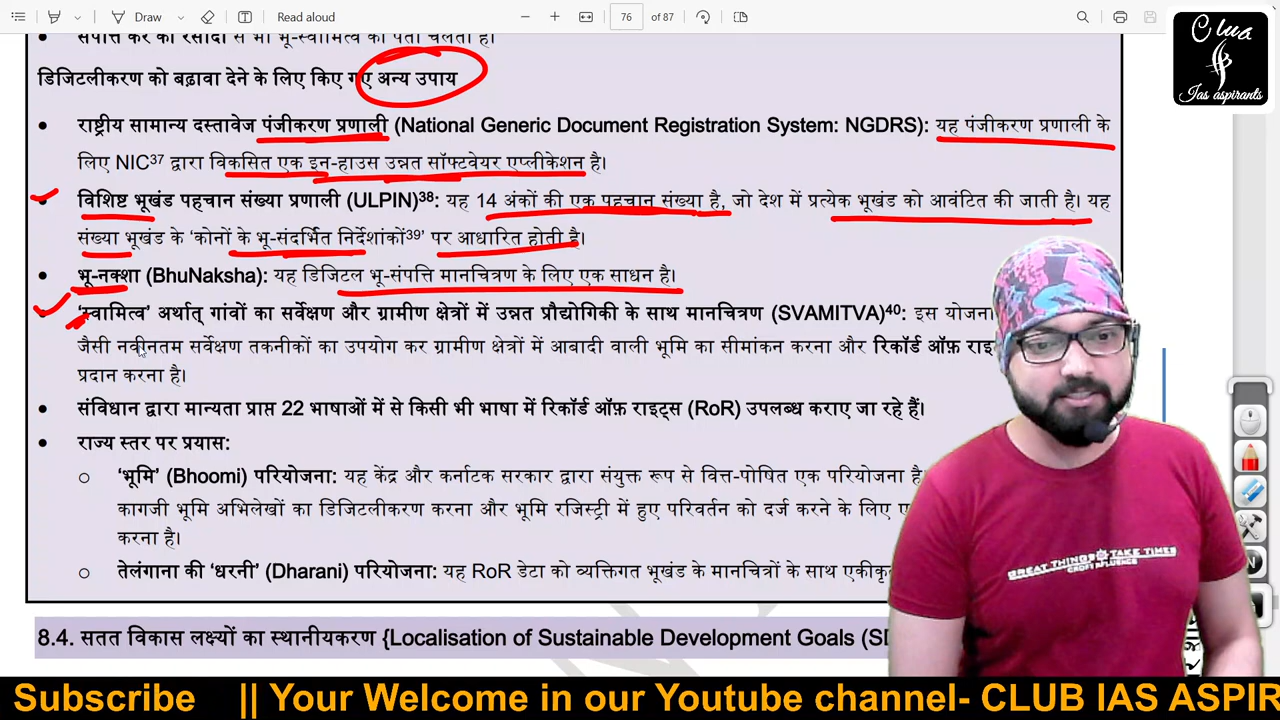 Draw
Read aloud
76
of 87
Clua
Ias aspirants
संपत्ति कर की रसीदों से भी भू-स्वामित्व का पता चलता है।
डिजिटलीकरण को बढ़ावा देने के लिए किए गए अन्य उपाय
राष्ट्रीय सामान्य दस्तावेज पंजीकरण प्रणाली (National Generic Document Registration System: NGDRS): यह पंजीकरण प्रणाली के
लिए NIC37 द्वारा विकसित एक इन-हाउस उन्नत सॉफ्टवेयर एप्लीकेशन है।
विशिष्ट भूखंड पहचान संख्या प्रणाली (ULPIN)38: यह 14 अंकों की एक पहचान संख्या है, जो देश में प्रत्येक भूखंड को आवंटित की जाती है। यह
संख्या भूखंड के ‘कोनों के भू-संदर्भित निर्देशांकों39’ पर आधारित होती है।
भू-नक्शा (BhuNaksha): यह डिजिटल भू-संपत्ति मानचित्रण के लिए एक साधन है।
‘स्वामित्व’ अर्थात् गांवों का सर्वेक्षण और ग्रामीण क्षेत्रों में उन्नत प्रौद्योगिकी के साथ मानचित्रण (SVAMITVA)40: इस योजना
जैसी नवीनतम सर्वेक्षण तकनीकों का उपयोग कर ग्रामीण क्षेत्रों में आबादी वाली भूमि का सीमांकन करना और रिकॉर्ड ऑफ़
प्रदान करना है।
संविधान द्वारा मान्यता प्राप्त 22 भाषाओं में से किसी भी भाषा में रिकॉर्ड ऑफ़ राइट्स (RoR) उपलब्ध कराए जा रहे हैं।
राज्य स्तर पर प्रयास:
‘भूमि’ (Bhoomi) परियोजना: यह केंद्र और कर्नाटक सरकार द्वारा संयुक्त रूप से वित्त-पोषित एक परियोजना है
कागजी भूमि अभिलेखों का डिजिटलीकरण करना और भूमि रजिस्ट्री में हुए परिवर्तन को दर्ज करने के लिए
करना है।
तेलंगाना की ‘धरनी’ (Dharani) परियोजना: यह RoR डेटा को व्यक्तिगत भूखंड के मानचित्रों के साथ
8.4. सतत विकास लक्ष्यों का स्थानीयकरण {Localisation of Sustainable Development Goals
GREAT THINGS TAKE TIMES
Subscribe || Your Welcome in our Youtube channel- CLUB IAS ASPIR